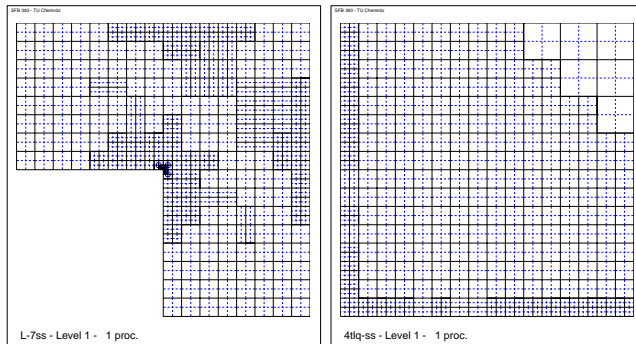 SFB 393 - TU Chemnitz
SFB 393 - TU Chemnitz
L-7ss - Level 1 - 1 proc.
4tlq-ss - Level 1 - 1 proc.